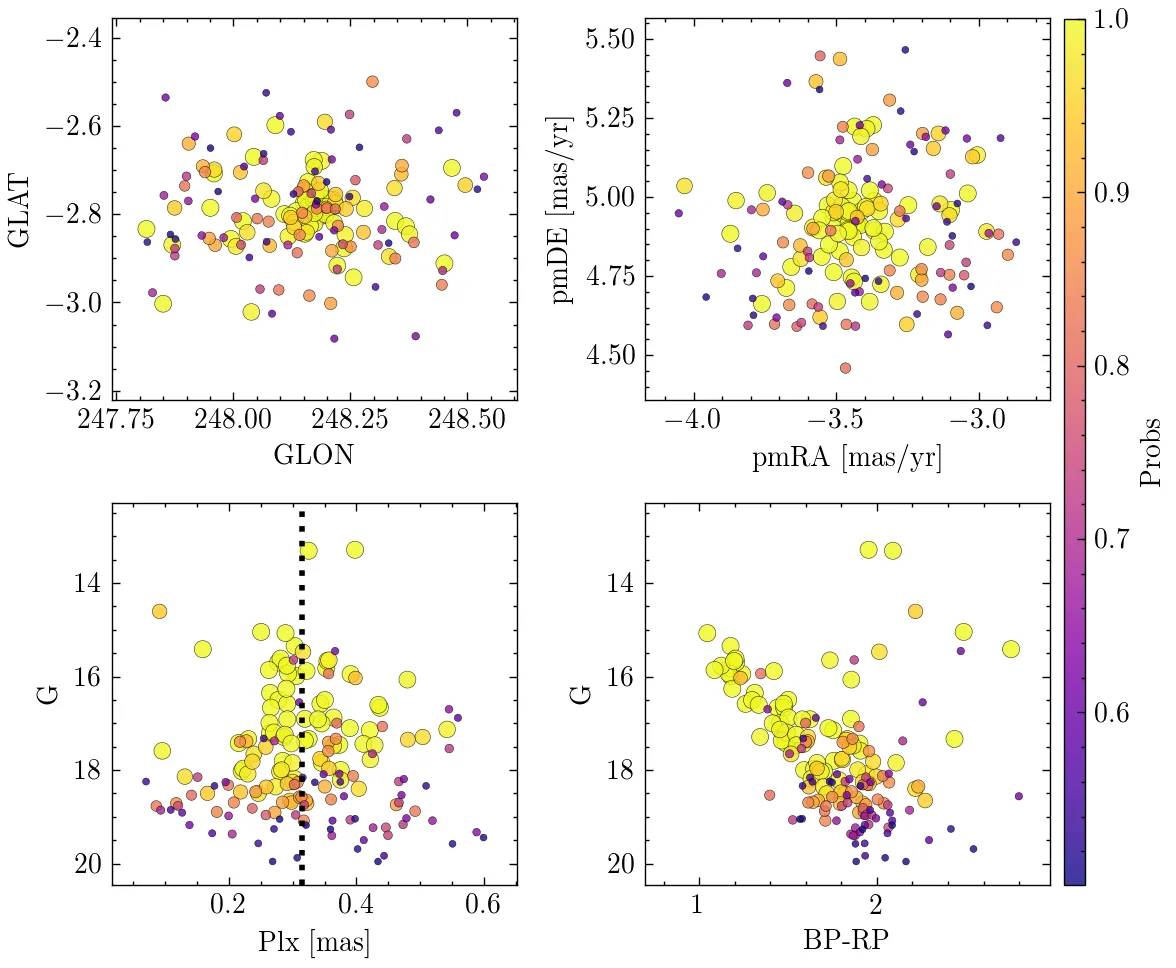 −2.4
−2.6
−2.8
−3.0
−3.2
GLAT
247.75 248.00 248.25 248.50
GLON
5.50
5.25
5.00
4.75
4.50
pmDE [mas/yr]
−4.0 −3.5 −3.0
pmRA [mas/yr]
14
16
18
20
G
0.2 0.4 0.6
Plx [mas]
14
16
18
20
G
1 2
BP-RP
1.0
0.9
0.8
0.7
0.6
Probs